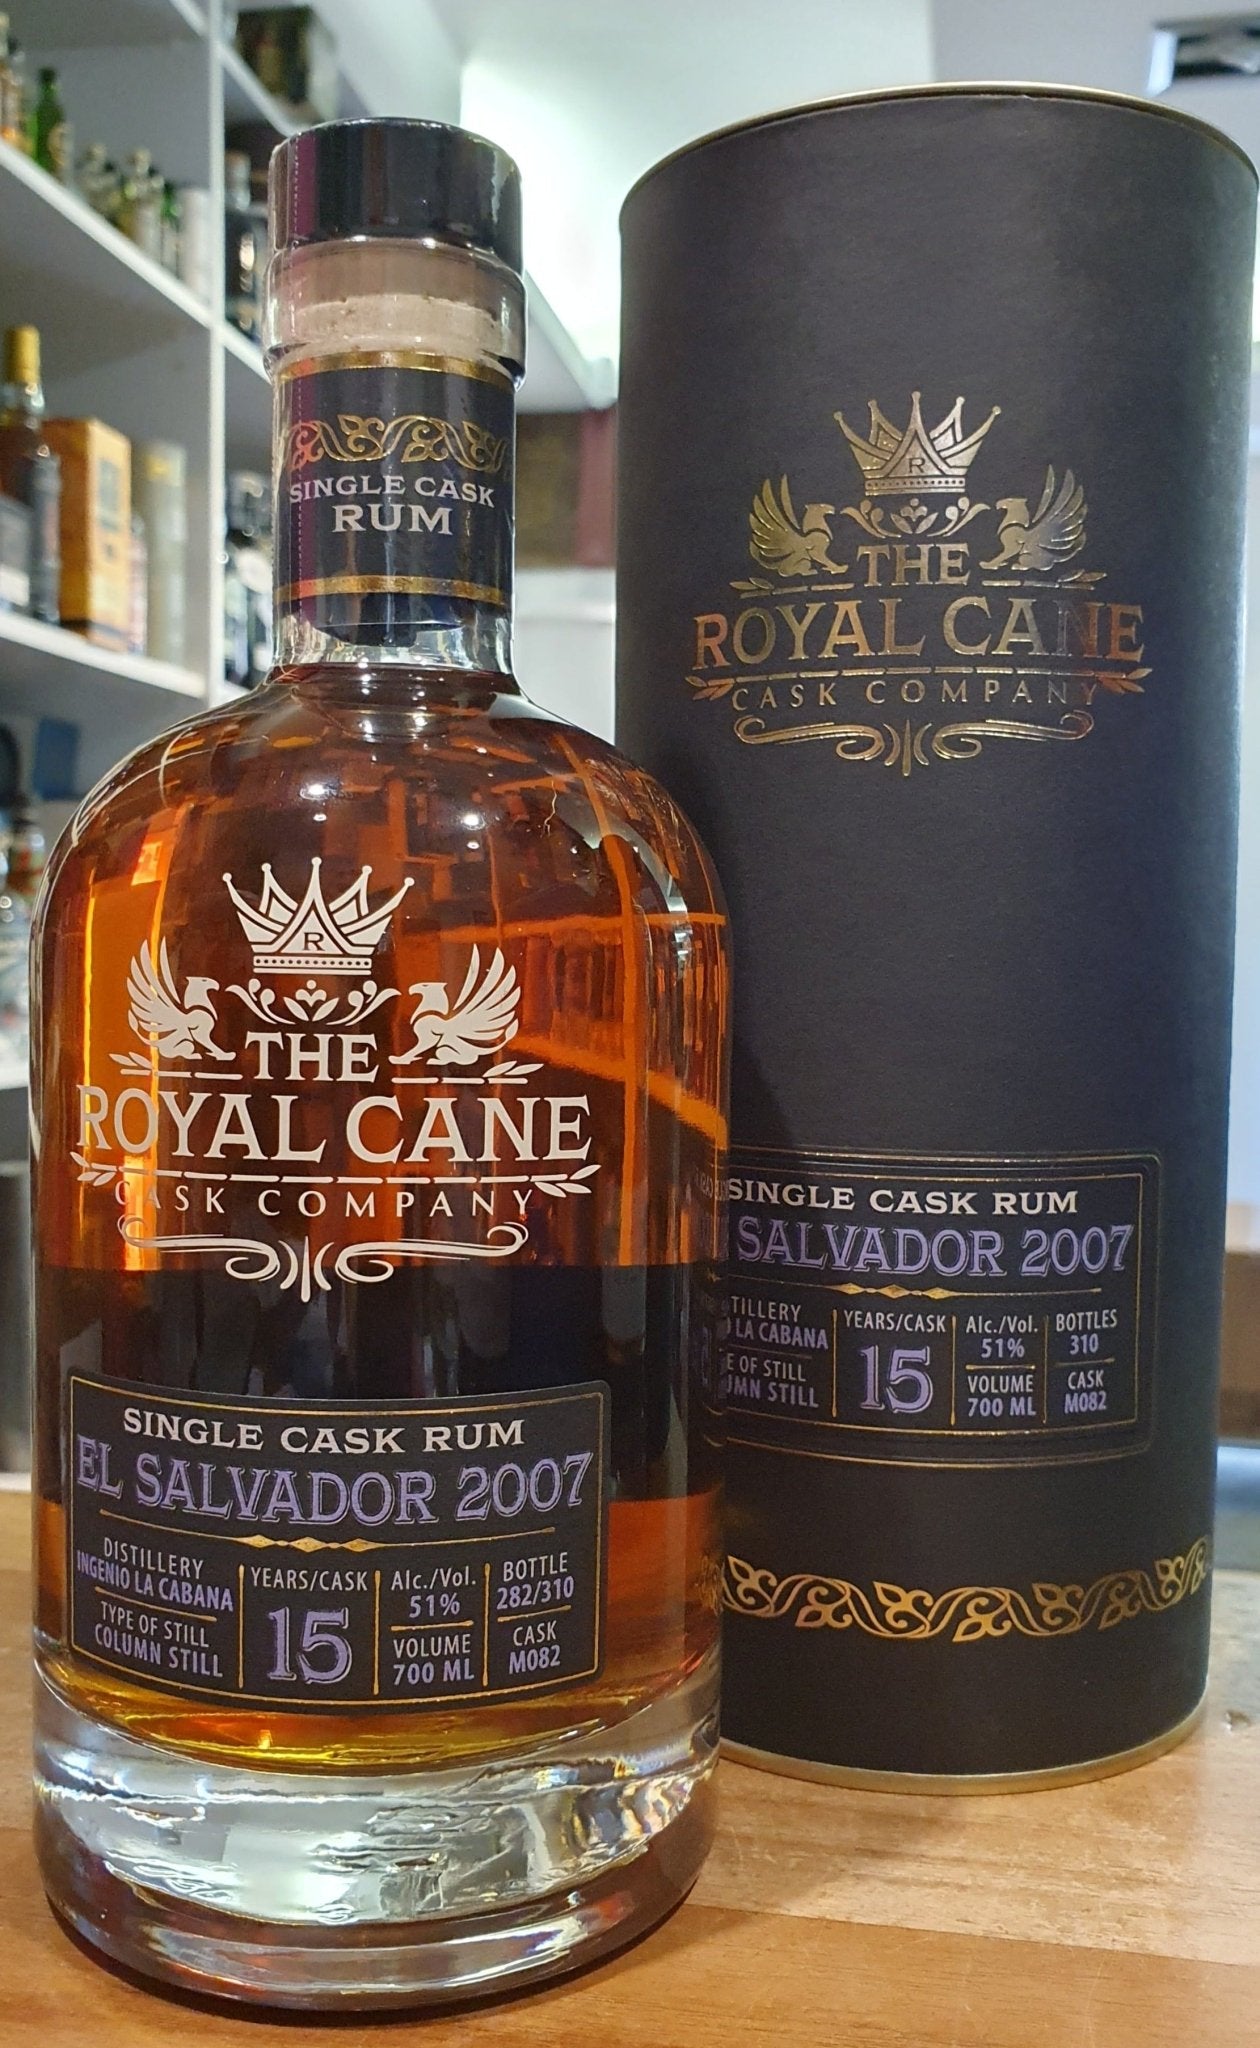 SINGLE CASK
RUM
R
THE
ROYAL CANE
CASK COMPANY
SINGLE CASK RUM
EL SALVADOR 2007
DISTILLERY
INGENIO LA CABANA
TYPE OF STILL
COLUMN STILL
YEARS/CASK
15
Alc./Vol.
51%
VOLUME
700 ML
BOTTLE
282/310
CASK
M082
R
THE
ROYAL CANE
CASK COMPANY
SINGLE CASK RUM
SALVADOR 2007
TILLERY
LA CABANA
E OF STILL
UMN STILL
YEARS/CASK
15
Alc./Vol.
51%
VOLUME
700 ML
BOTTLES
310
CASK
M082